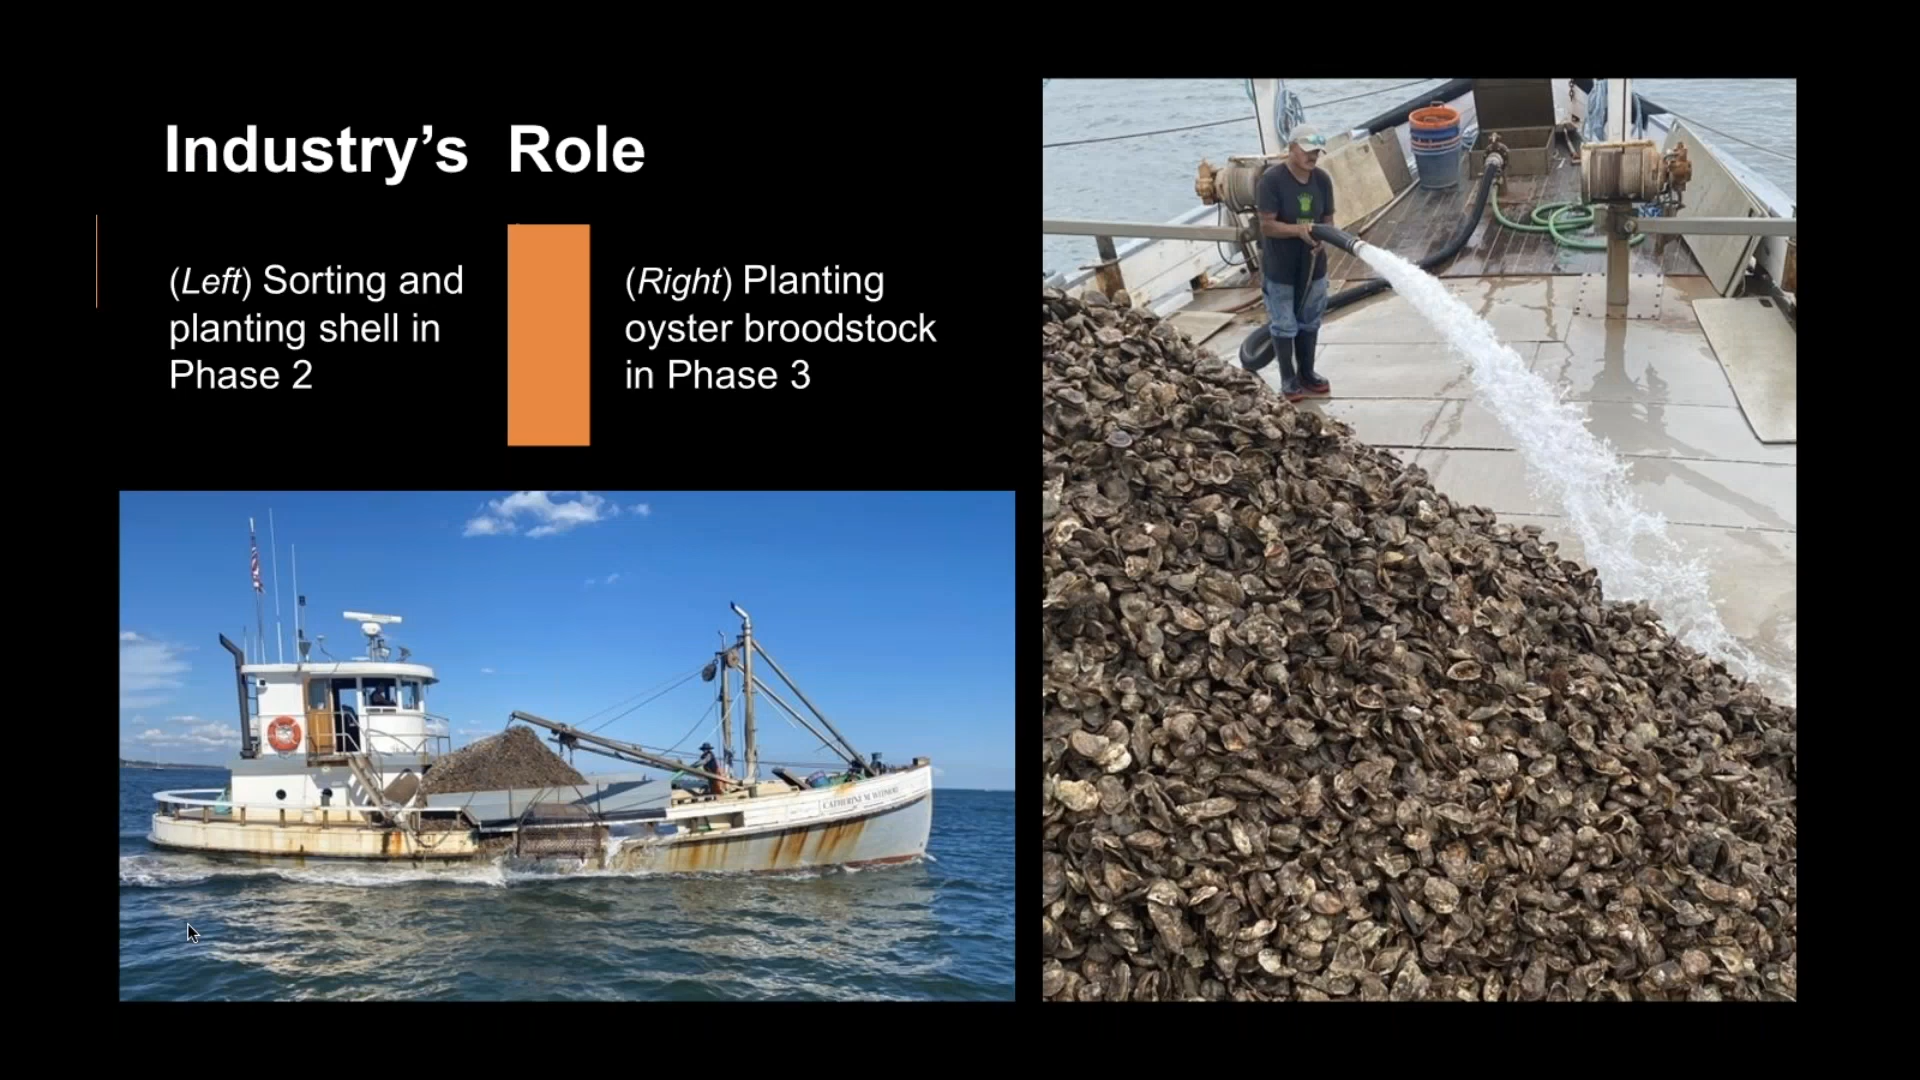 Industry’s Role
(Left) Sorting and
planting shell in
Phase 2
(Right) Planting
oyster broodstock
in Phase 3